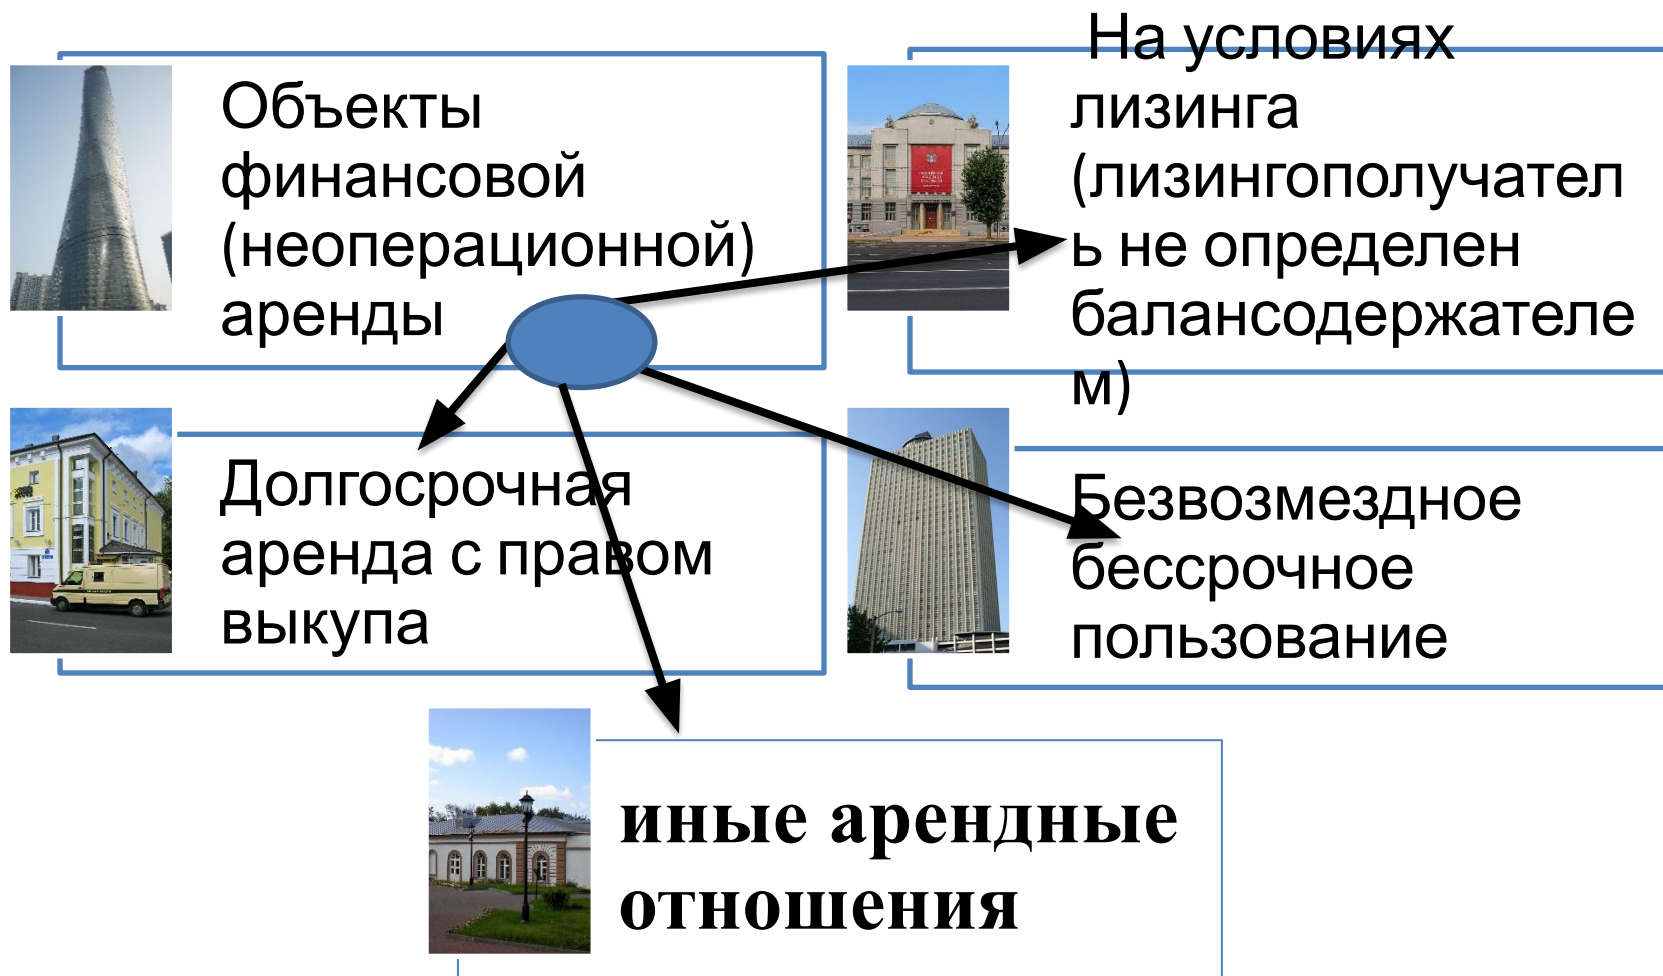 Объекты
финансовой
(неоперационной)
аренды
На условиях
лизинга
(лизингополучател
ь не определен
балансодержателе
м)
Долгосрочная
аренда с правом
выкупа
Безвозмездное
бессрочное
пользование
иные арендные
отношения